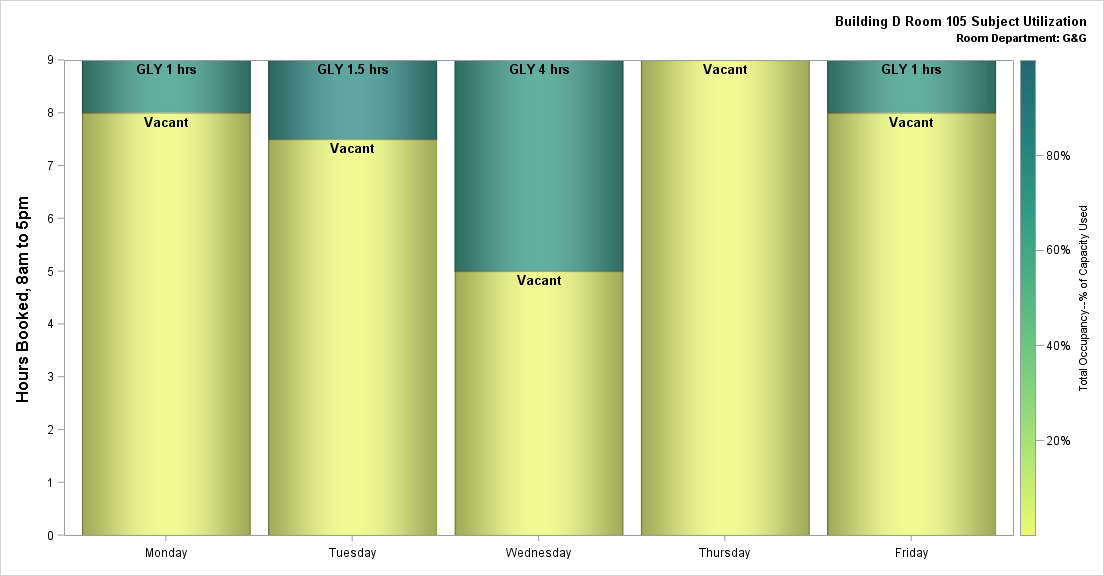 Building D Room 105 Subject Utilization
Room Department: G&G
Hours Booked, 8am to 5pm
9
8
7
6
5
4
3
2
1
0
GLY 1 hrs
Vacant
GLY 1.5 hrs
Vacant
GLY 4 hrs
Vacant
Vacant
GLY 1 hrs
Vacant
Monday
Tuesday
Wednesday
Thursday
Friday
80%
60%
40%
20%
Total Occupancy--% of Capacity Used